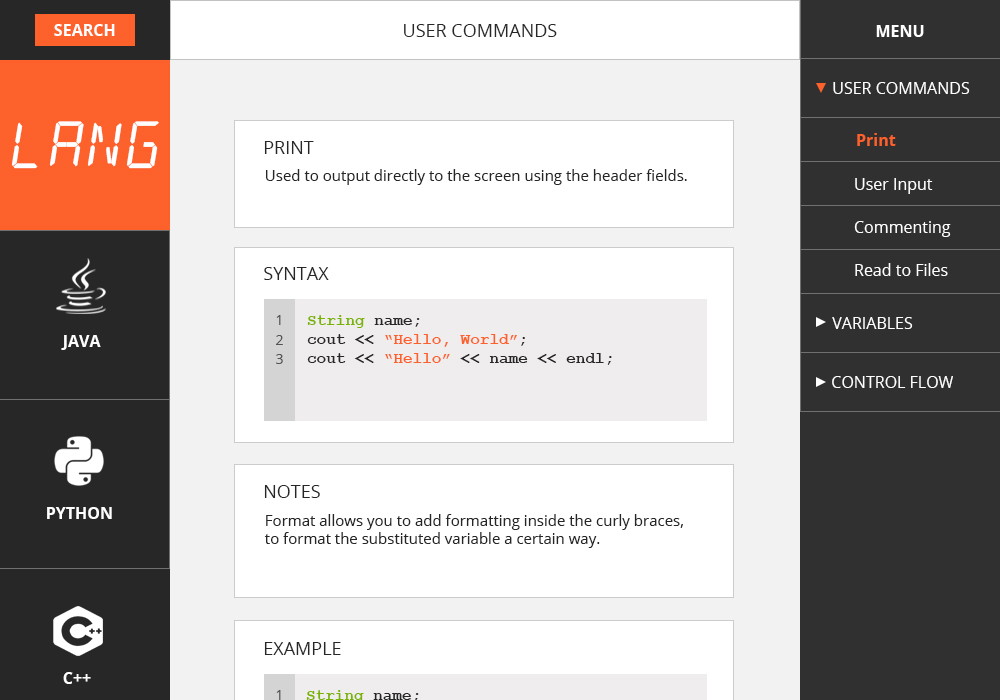 SEARCH
LANG
JAVA
PYTHON
C++
USER COMMANDS
PRINT
Used to output directly to the screen using the header fields.
SYNTAX
1 String name;
2 cout << “Hello, World”;
3 cout << “Hello” << name << endl;
NOTES
Format allows you to add formatting inside the curly braces,
to format the substituted variable a certain way.
EXAMPLE
1 String name;
MENU
▼ USER COMMANDS
Print
User Input
Commenting
Read to Files
▶ VARIABLES
▶ CONTROL FLOW